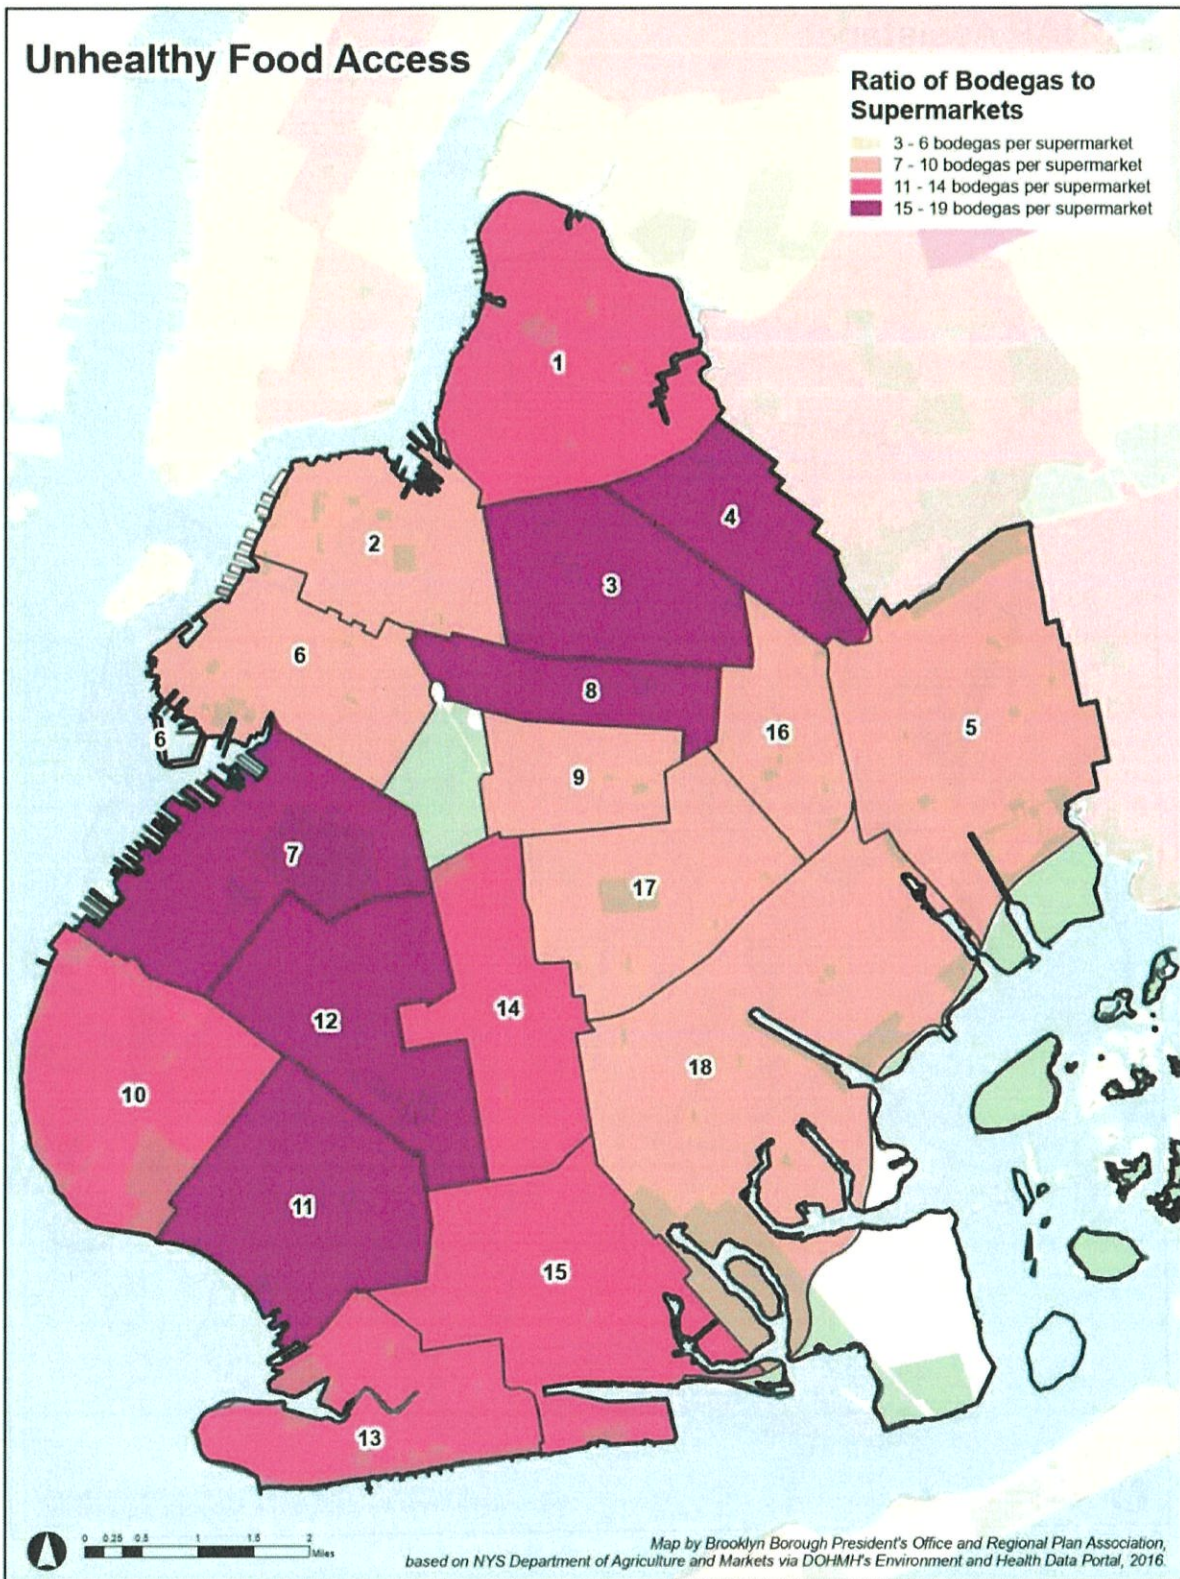 Unhealthy Food Access
Ratio of Bodegas to
Supermarkets
3 - 6 bodegas per supermarket
7 - 10 bodegas per supermarket
11 - 14 bodegas per supermarket
15 - 19 bodegas per supermarket
1
4
2
3
6
8
6
16
5
9
7
17
14
12
18
10
11
15
13
0 0.25 0.5 1 1.5 2
Miles
Map by Brooklyn Borough President's Office and Regional Plan Association,
based on NYS Department of Agriculture and Markets via DOHMH's Environment and Health Data Portal, 2016.